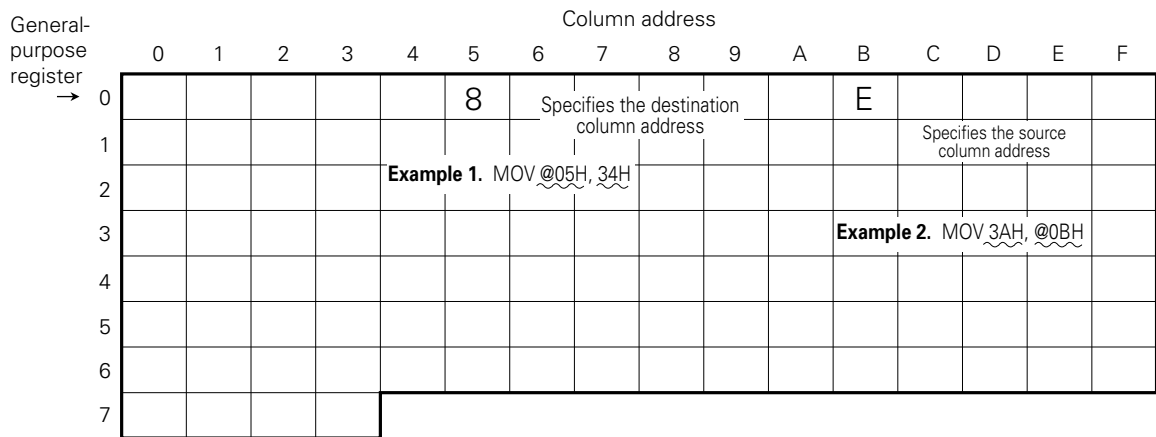 Column address
General-
purpose
register
→
0 1 2 3 4 5 6 7 8 9 A B C D E F
0 8 Specifies the destination E
column address
1 Specifies the source
column address
2 Example 1. MOV @05H, 34H
3 Example 2. MOV 3AH, @0BH
4
5
6
7